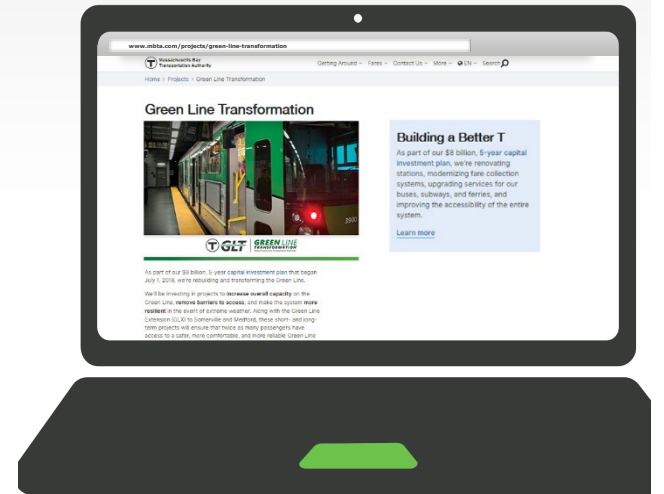 www.mbta.com/projects/green-line-transformation
Massachusetts Bay
Transportation Authority
Getting Around Fares Contact Us More EN Search
Home > Projects > Green Line Transformation
Green Line Transformation
3900
T GLT GREEN LINE
TRANSFORMATION
As part of our $8 billion, 5-year capital investment plan that began
July 1, 2018, we're rebuilding and transforming the Green Line.
We'll be investing in projects to increase overall capacity on the
Green Line, remove barriers to access, and make the system more
resilient in the event of extreme weather. Along with the Green Line
Extension (GLX) to Somerville and Medford, these short- and long-
term projects will ensure that twice as many passengers have
access to a safer, more comfortable, and more reliable Green Line
Building a Better T
As part of our $8 billion, 5-year capital
investment plan, we're renovating
stations, modernizing fare collection
systems, upgrading services for our
buses, subways, and ferries, and
improving the accessibility of the entire
system.
Learn more